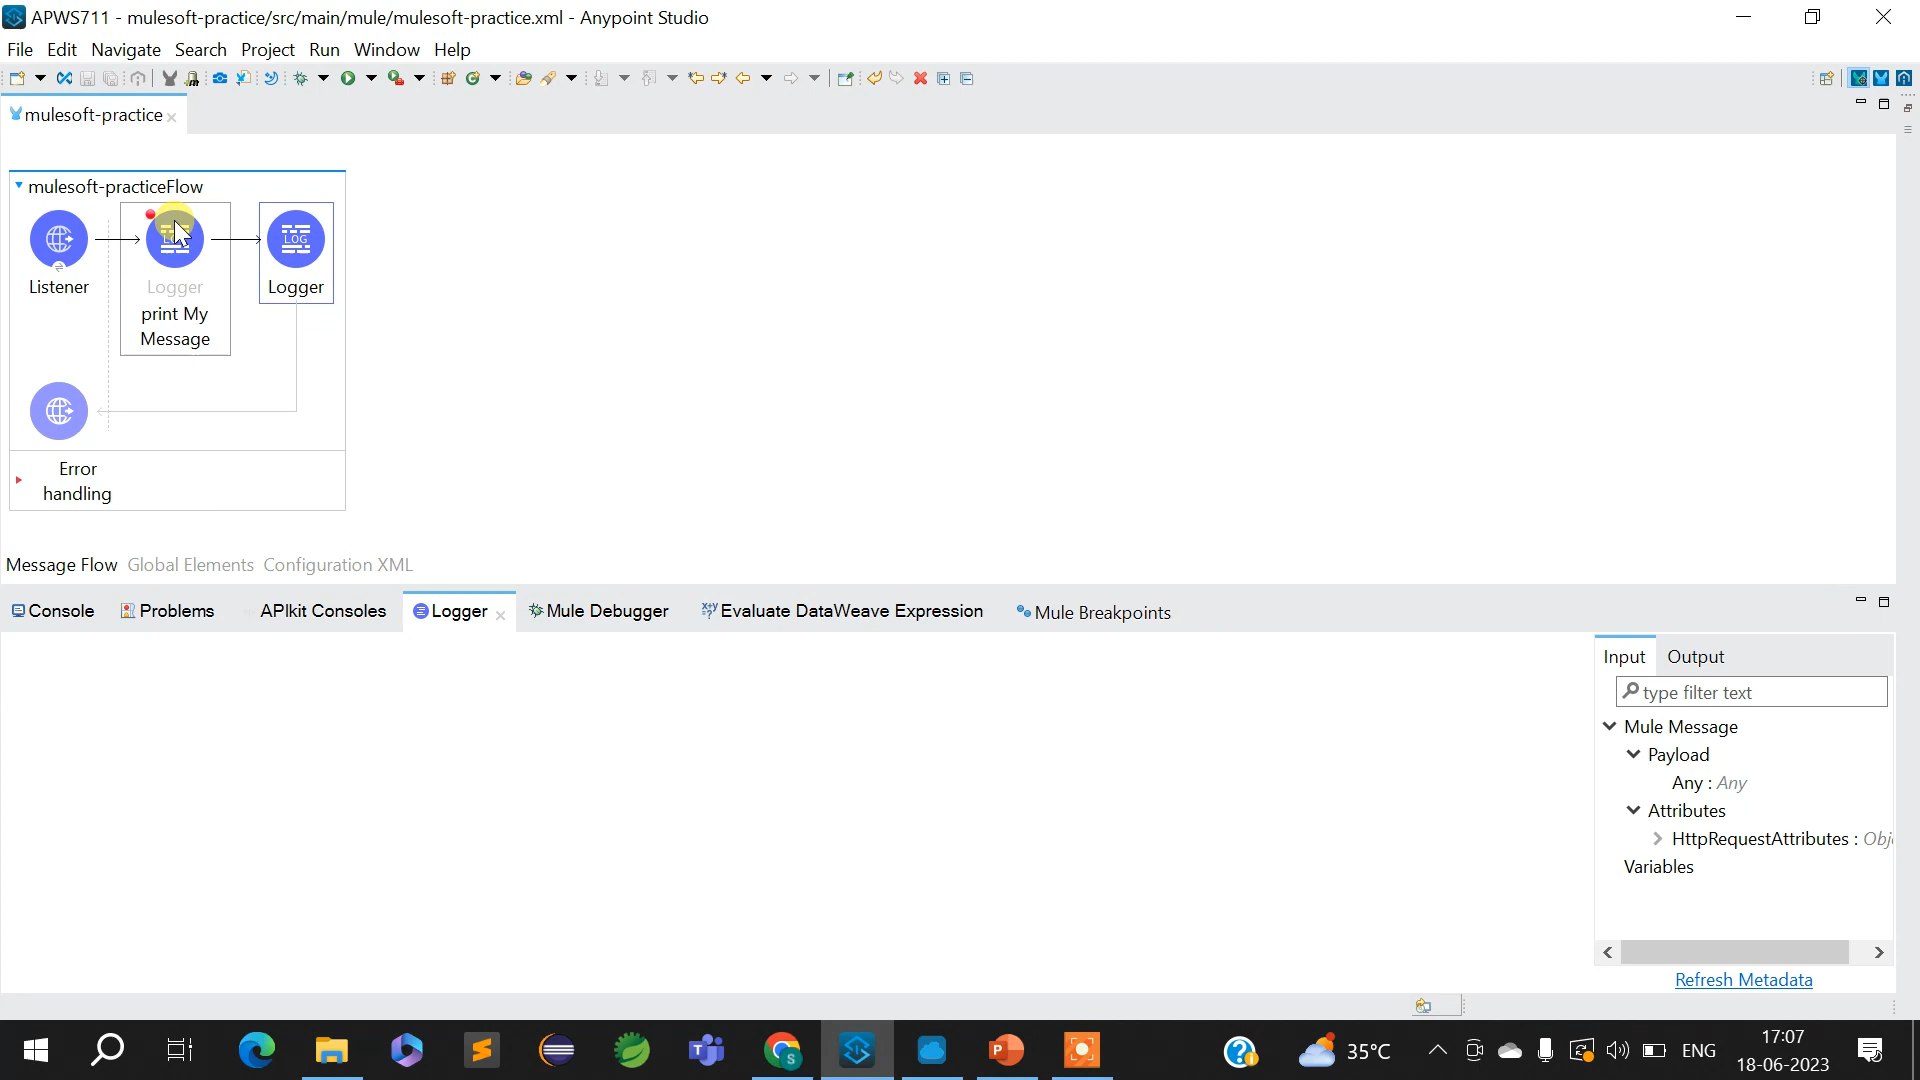 APWS711 - mulesoft-practice/src/main/mule/mulesoft-practice.xml - Anypoint Studio
File Edit Navigate Search Project Run Window Help
mulesoft-practice
mulesoft-practiceFlow
LOG
Listener
Logger
Logger
print My
Message
Error
handling
Message Flow Global Elements Configuration XML
Console Problems APIkit Consoles Logger Mule Debugger Evaluate DataWeave Expression Mule Breakpoints
Input Output
type filter text
Mule Message
Payload
Any : Any
Attributes
HttpRequestAttributes :
Variables
Refresh Metadata
35°C
ENG
17:07
18-06-2023